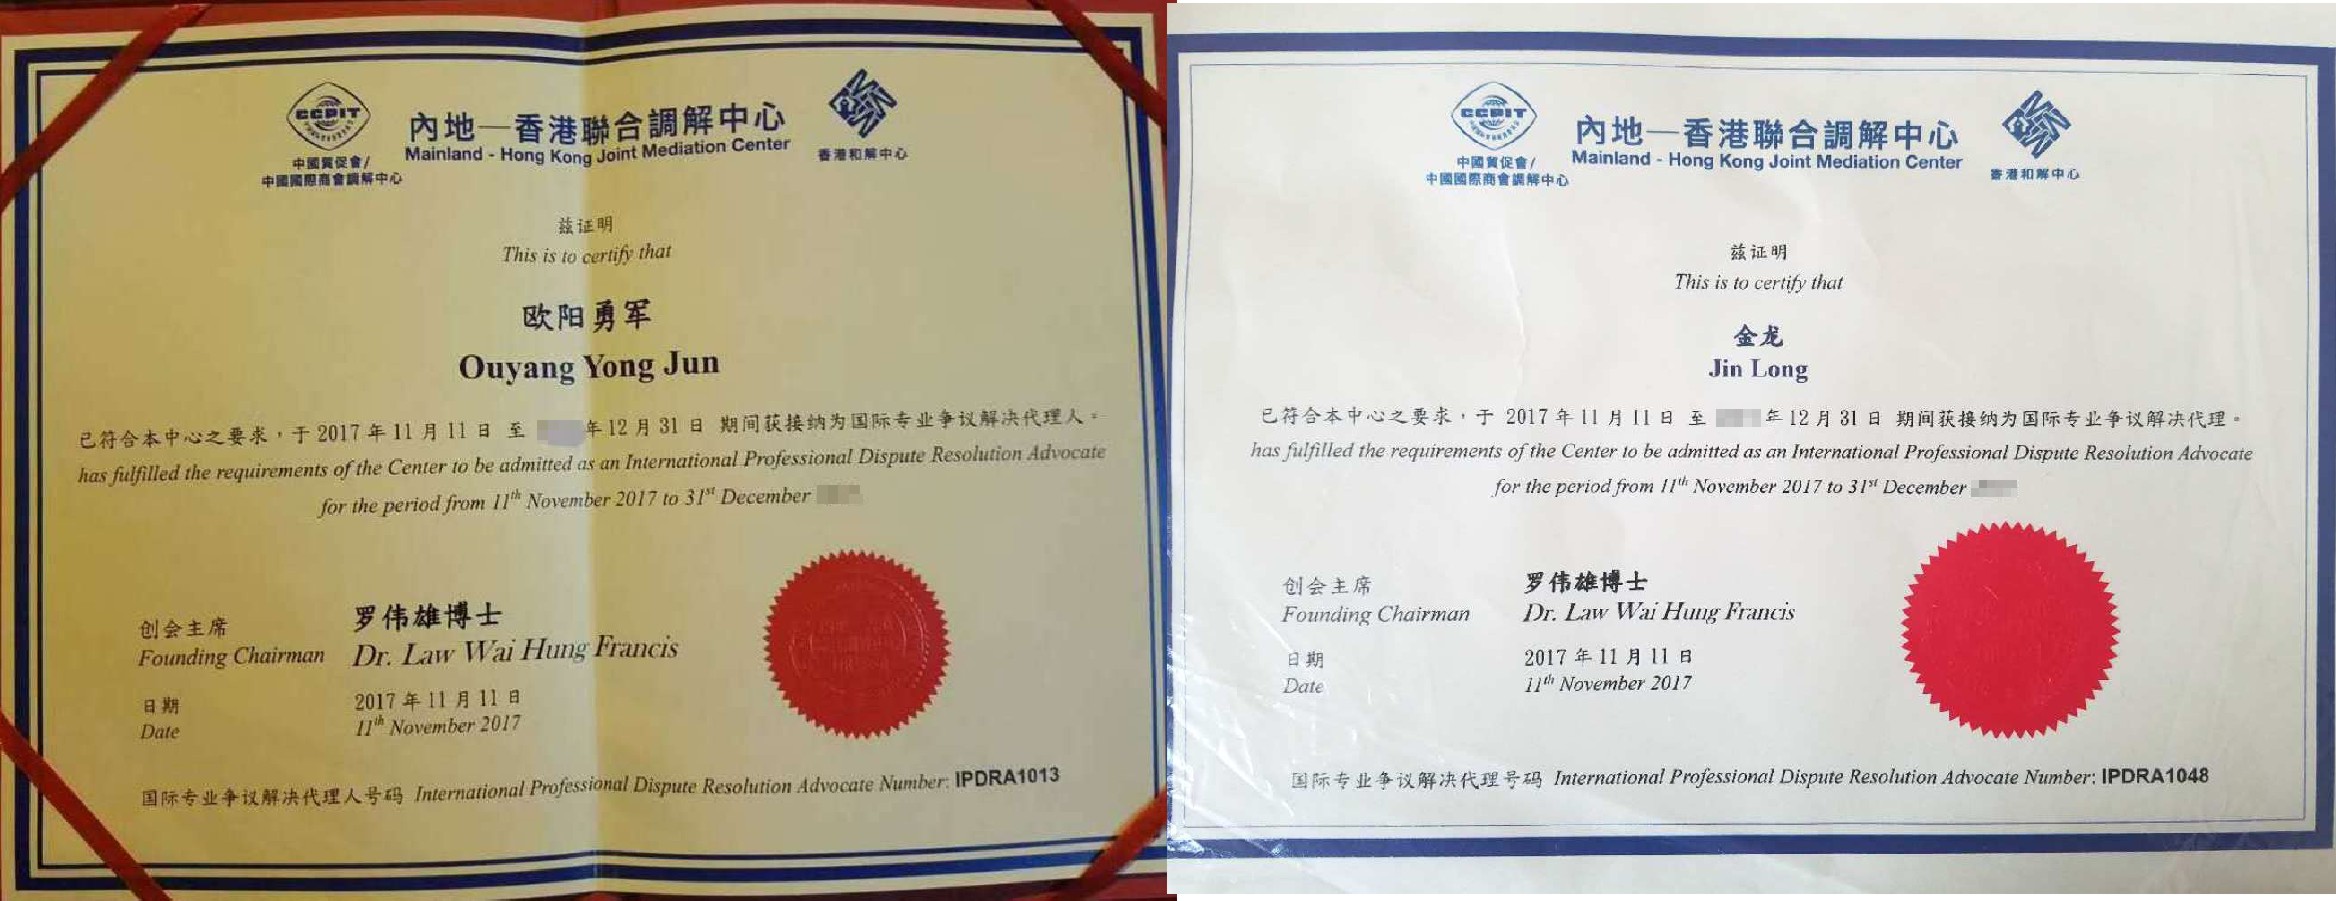 CCPIT
中國貿促會/
中國國際商會調解中心
內地—香港聯合調解中心
Mainland - Hong Kong Joint Mediation Center
香港和解中心
兹证明
This is to certify that
欧阳勇军
Ouyang Yong Jun
已符合本中心之要求，于 2017 年 11 月 11 日 至 年 12 月 31 日 期间获接纳为国际专业争议解决代理人。
has fulfilled the requirements of the Center to be admitted as an International Professional Dispute Resolution Advocate
for the period from 11th November 2017 to 31st December
创会主席 罗伟雄博士
Founding Chairman Dr. Law Wai Hung Francis
日期 2017 年 11 月 11 日
Date 11th November 2017
国际专业争议解决代理人号码 International Professional Dispute Resolution Advocate Number: IPDRA1013
CCPIT
中國貿促會/
中國國際商會調解中心
內地—香港聯合調解中心
Mainland - Hong Kong Joint Mediation Center
香港和解中心
兹证明
This is to certify that
金龙
Jin Long
已符合本中心之要求，于 2017 年 11 月 11 日 至 年 12 月 31 日 期间获接纳为国际专业争议解决代理。
has fulfilled the requirements of the Center to be admitted as an International Professional Dispute Resolution Advocate
for the period from 11th November 2017 to 31st December
创会主席 罗伟雄博士
Founding Chairman Dr. Law Wai Hung Francis
日期 2017 年 11 月 11 日
Date 11th November 2017
国际专业争议解决代理号码 International Professional Dispute Resolution Advocate Number: IPDRA1048